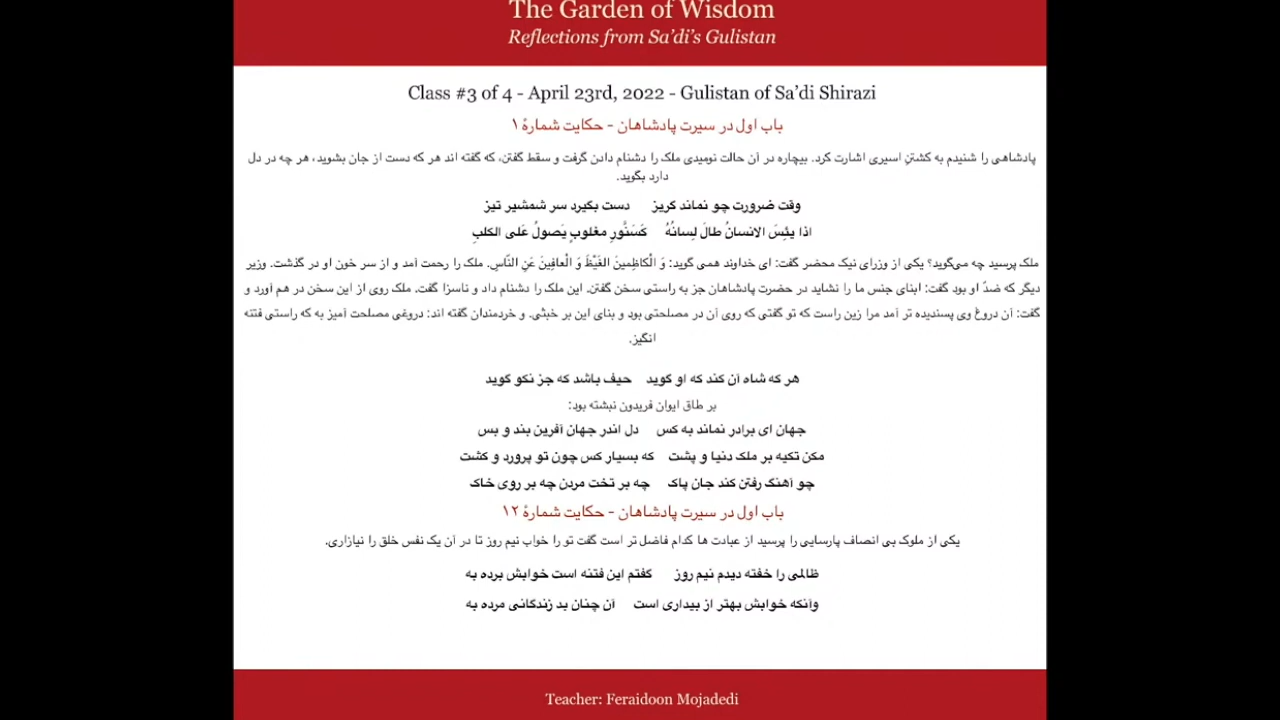 The Garden of Wisdom
Reflections from Sa’di’s Gulistan
Class #3 of 4 - April 23rd, 2022 - Gulistan of Sa’di Shirazi
باب اول در سیرت پادشاهان - حکایت شمارهٔ ۱
پادشاهی را شنیدم به کشتنِ اسیری اشارت کرد. بیچاره در آن حالت نومیدی ملک را دشنام دادن گرفت و سقط گفتن، که گفته اند هر که دست از جان بشوید، هر چه در دل
دارد بگوید.
وقت ضرورت چو نماند گریز دست بگیرد سر شمشیر تیز
اذا یئِسَ الانسانُ طالَ لِسانُهُ کَسَنَّورِ مغلوبٍ یَصولُ عَلی الکلبِ
ملک پرسید چه می‌گوید؟ یکی از وزرای نیک محضر گفت: ای خداوند همی گوید: وَ الْکاظِمینَ الغَیْظَ وَ الْعافِینَ عَنِ النّاسِ. ملک را رحمت آمد و از سر خون او در گذشت. وزیر
دیگر که ضدّ او بود گفت: ابنای جنس ما را نشاید در حضرت پادشاهان جز به راستی سخن گفتن. این ملک را دشنام داد و ناسزا گفت. ملک روی از این سخن در هم آورد و
گفت: آن دروغ وی پسندیده تر آمد مرا زین راست که تو گفتی که روی آن در مصلحتی بود و بنای این بر خبثی. و خردمندان گفته اند: دروغی مصلحت آمیز به که راستی فتنه
انگیز.
هر که شاه آن کند که او گوید حیف باشد که جز نکو گوید
بر طاق ایوان فریدون نبشته بود:
جهان ای برادر نماند به کس دل اندر جهان آفرین بند و بس
مکن تکیه بر ملک دنیا و پشت که بسیار کس چون تو پرورد و کشت
چو آهنگ رفتن کند جان پاک چه بر تخت مردن چه بر روی خاک
باب اول در سیرت پادشاهان - حکایت شمارهٔ ۱۲
یکی از ملوک بی انصاف پارسایی را پرسید از عبادت ها کدام فاضل تر است گفت تو را خواب نیم روز تا در آن یک نفس خلق را نیازاری.
ظالمی را خفته دیدم نیم روز گفتم این فتنه است خوابش برده به
وآنکه خوابش بهتر از بیداری است آن چنان بد زندگانی مرده به
Teacher: Feraidoon Mojadedi